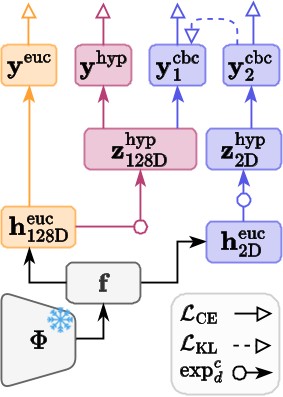 y^euc y^hyp y_1^cbc y_2^cbc
z_128D^hyp z_2D^hyp
h_128D^euc h_2D^euc
f
Φ
ℒ_CE
ℒ_KL
exp_d^c